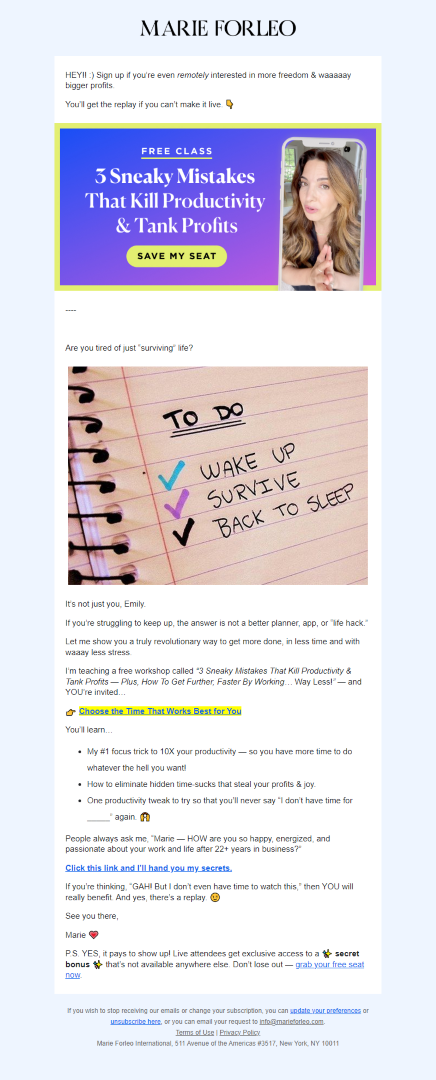 MARIE FORLEO
HEY!! :) Sign up if you're even remotely interested in more freedom & waaaaay
bigger profits.
You'll get the replay if you can't make it live. 👇
FREE CLASS
3 Sneaky Mistakes
That Kill Productivity
& Tank Profits
SAVE MY SEAT
----
Are you tired of just "surviving" life?
TO DO
WAKE UP
SURVIVE
BACK TO SLEEP
It's not just you, Emily.
If you're struggling to keep up, the answer is not a better planner, app, or "life hack."
Let me show you a truly revolutionary way to get more done, in less time and with
waaay less stress.
I'm teaching a free workshop called "3 Sneaky Mistakes That Kill Productivity &
Tank Profits — Plus, How To Get Further, Faster By Working… Way Less!" — and
YOU're invited…
👉 Choose the Time That Works Best for You
You'll learn…
• My #1 focus trick to 10X your productivity — so you have more time to do
whatever the hell you want!
• How to eliminate hidden time-sucks that steal your profits & joy.
• One productivity tweak to try so that you'll never say "I don't have time for
_____" again. 🙌
People always ask me, "Marie — HOW are you so happy, energized, and
passionate about your work and life after 22+ years in business?"
Click this link and I'll hand you my secrets.
If you're thinking, "GAH! But I don't even have time to watch this," then YOU will
really benefit. And yes, there's a replay. 😉
See you there,
Marie 💖
P.S. YES, it pays to show up! Live attendees get exclusive access to a ✨ secret
bonus ✨ that's not available anywhere else. Don't lose out — grab your free seat
now.
If you wish to stop receiving our emails or change your subscription, you can update your preferences or
unsubscribe here, or you can email your request to info@marieforleo.com.
Terms of Use | Privacy Policy
Marie Forleo International, 511 Avenue of the Americas #3517, New York, NY 10011